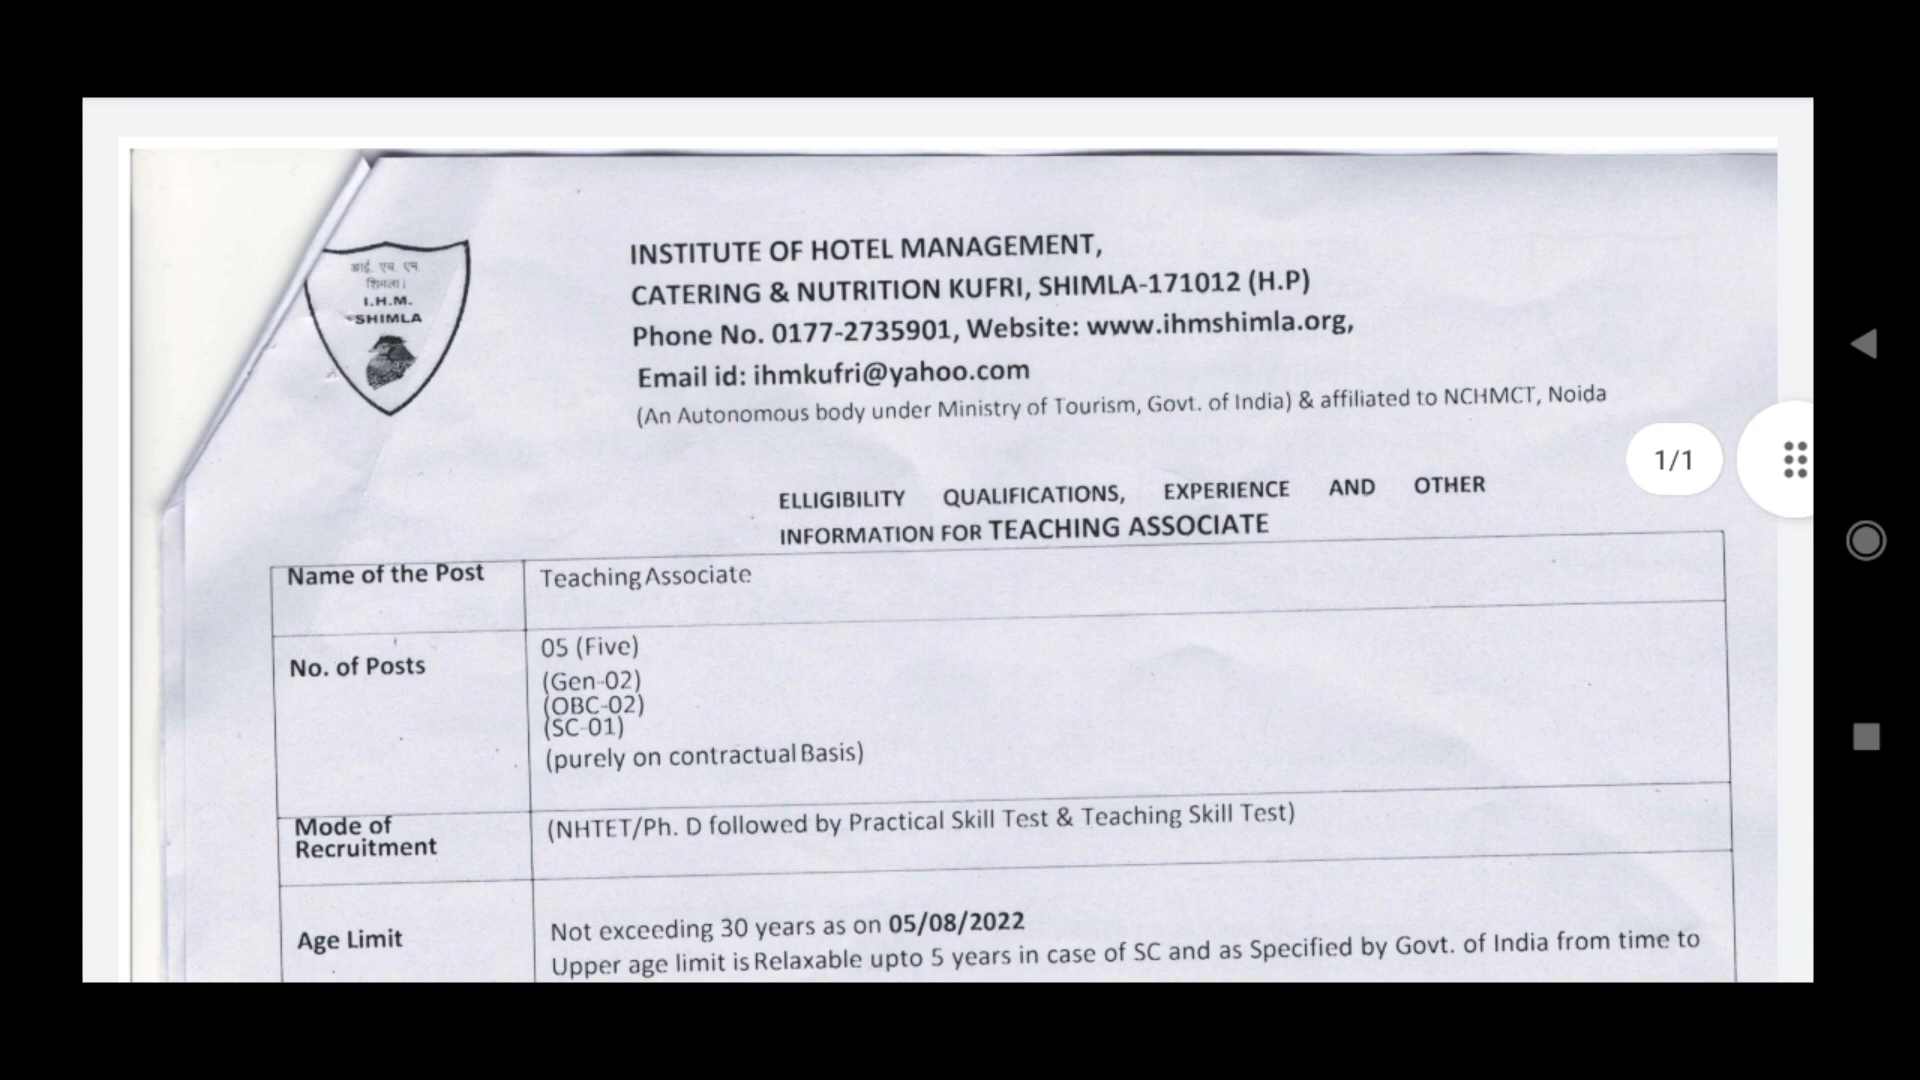 आई. एच. एम.
शिमला।
I.H.M.
SHIMLA
INSTITUTE OF HOTEL MANAGEMENT,
CATERING & NUTRITION KUFRI, SHIMLA-171012 (H.P)
Phone No. 0177-2735901, Website: www.ihmshimla.org,
Email id: ihmkufri@yahoo.com
(An Autonomous body under Ministry of Tourism, Govt. of India) & affiliated to NCHMCT, Noida
1/1
ELLIGIBILITY QUALIFICATIONS, EXPERIENCE AND OTHER
INFORMATION FOR TEACHING ASSOCIATE
Name of the Post
Teaching Associate
No. of Posts
05 (Five)
(Gen-02)
(OBC-02)
(SC-01)
(purely on contractual Basis)
Mode of
Recruitment
(NHTET/Ph. D followed by Practical Skill Test & Teaching Skill Test)
Age Limit
Not exceeding 30 years as on 05/08/2022
Upper age limit is Relaxable upto 5 years in case of SC and as Specified by Govt. of India from time to